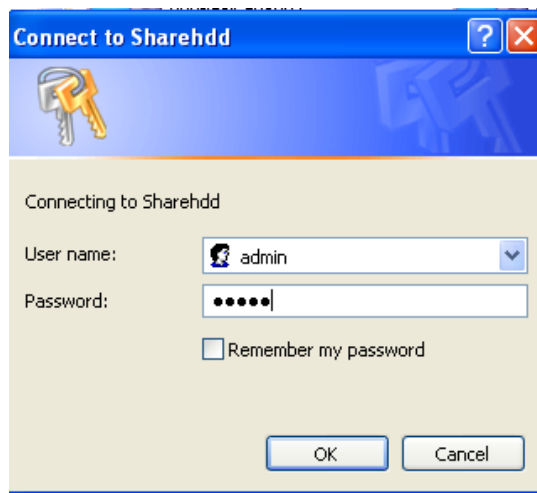 Connect to Sharehdd
Connecting to Sharehdd
User name:
admin
Password:
●●●●●
Remember my password
OK
Cancel